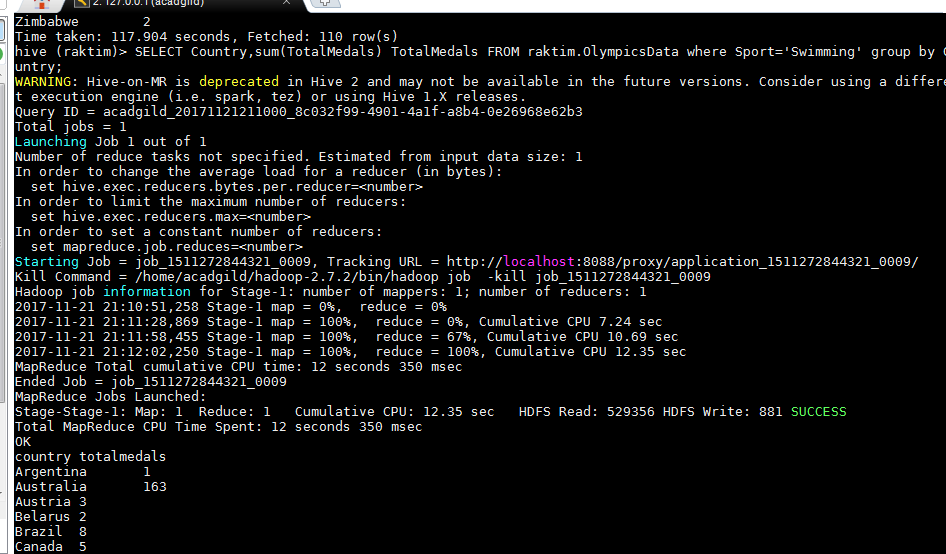 2. 127.0.0.1 (acadgild)
Zimbabwe 2
Time taken: 117.904 seconds, Fetched: 110 row(s)
hive (raktim)> SELECT Country,sum(TotalMedals) TotalMedals FROM raktim.OlympicsData where Sport='Swimming' group by
untry;
WARNING: Hive-on-MR is deprecated in Hive 2 and may not be available in the future versions. Consider using a differe
t execution engine (i.e. spark, tez) or using Hive 1.X releases.
Query ID = acadgild_20171121211000_8c032f99-4901-4a1f-a8b4-0e26968e62b3
Total jobs = 1
Launching Job 1 out of 1
Number of reduce tasks not specified. Estimated from input data size: 1
In order to change the average load for a reducer (in bytes):
set hive.exec.reducers.bytes.per.reducer=<number>
In order to limit the maximum number of reducers:
set hive.exec.reducers.max=<number>
In order to set a constant number of reducers:
set mapreduce.job.reduces=<number>
Starting Job = job_1511272844321_0009, Tracking URL = http://localhost:8088/proxy/application_1511272844321_0009/
Kill Command = /home/acadgild/hadoop-2.7.2/bin/hadoop job  -kill job_1511272844321_0009
Hadoop job information for Stage-1: number of mappers: 1; number of reducers: 1
2017-11-21 21:10:51,258 Stage-1 map = 0%,  reduce = 0%
2017-11-21 21:11:28,869 Stage-1 map = 100%,  reduce = 0%, Cumulative CPU 7.24 sec
2017-11-21 21:11:58,455 Stage-1 map = 100%,  reduce = 67%, Cumulative CPU 10.69 sec
2017-11-21 21:12:02,250 Stage-1 map = 100%,  reduce = 100%, Cumulative CPU 12.35 sec
MapReduce Total cumulative CPU time: 12 seconds 350 msec
Ended Job = job_1511272844321_0009
MapReduce Jobs Launched:
Stage-Stage-1: Map: 1  Reduce: 1   Cumulative CPU: 12.35 sec   HDFS Read: 529356 HDFS Write: 881 SUCCESS
Total MapReduce CPU Time Spent: 12 seconds 350 msec
OK
country totalmedals
Argentina 1
Australia 163
Austria 3
Belarus 2
Brazil 8
Canada 5